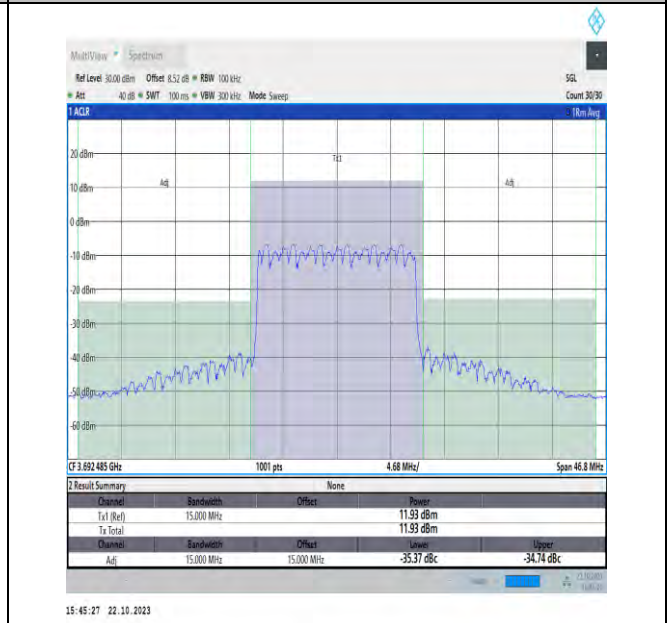 MultiView Spectrum
Ref Level 30.00 dBm Offset 8.52 dB RBW 100 kHz SGL
Att 40 dB SWT 100 ms VBW 300 kHz Mode Sweep Count 30/30
1 ACLR 1Rm Avg
20 dBm
Tx1
Adj Adj
10 dBm
0 dBm
-10 dBm
-20 dBm
-30 dBm
-40 dBm
-50 dBm
-60 dBm
CF 3.692 485 GHz 1001 pts 4.68 MHz/ Span 46.8 MHz
2 Result Summary None
Channel Bandwidth Offset Power
Tx1 (Ref) 15.000 MHz 11.93 dBm
Tx Total 11.93 dBm
Channel Bandwidth Offset Lower Upper
Adj 15.000 MHz 15.000 MHz -35.37 dBc -34.74 dBc
15:45:27 22.10.2023